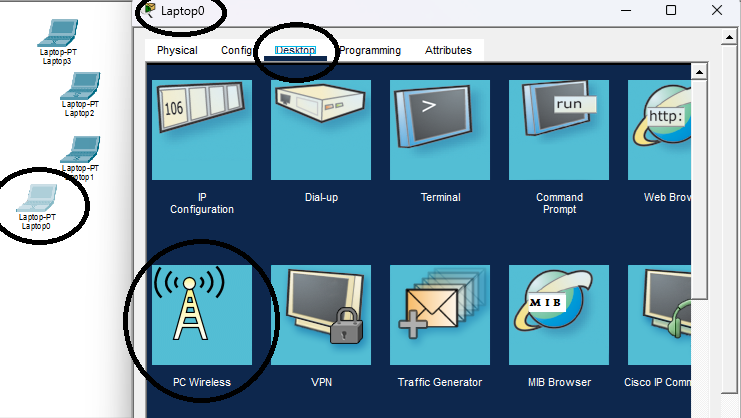 Laptop0
Physical Config Desktop Programming Attributes
Laptop-PT
Laptop3
Laptop-PT
Laptop2
Laptop-PT
Laptop1
Laptop-PT
Laptop0
106
>
run
http:
IP
Configuration
Dial-up
Terminal
Command
Prompt
Web Brow
MIB
PC Wireless
VPN
Traffic Generator
MIB Browser
Cisco IP Comm